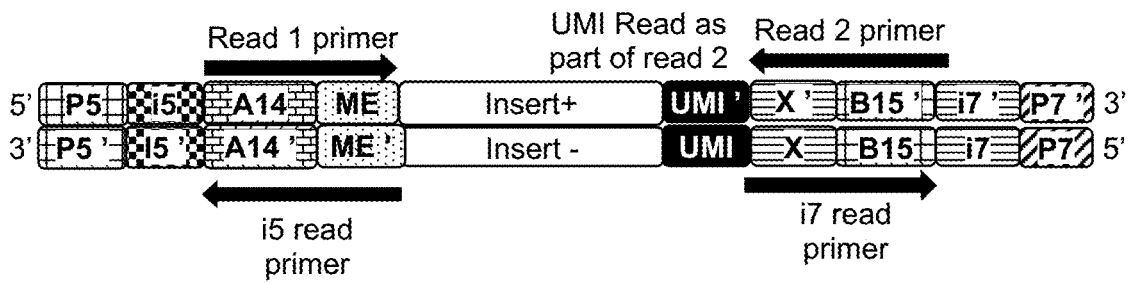 Read 1 primer
UMI Read as
part of read 2
Read 2 primer
5' P5 i5 A14 ME Insert+ UMI ' X ' B15 ' i7 ' P7 ' 3'
3' P5 ' I5 ' A14 ' ME ' Insert - UMI X B15 i7 P7 5'
i5 read
primer
i7 read
primer